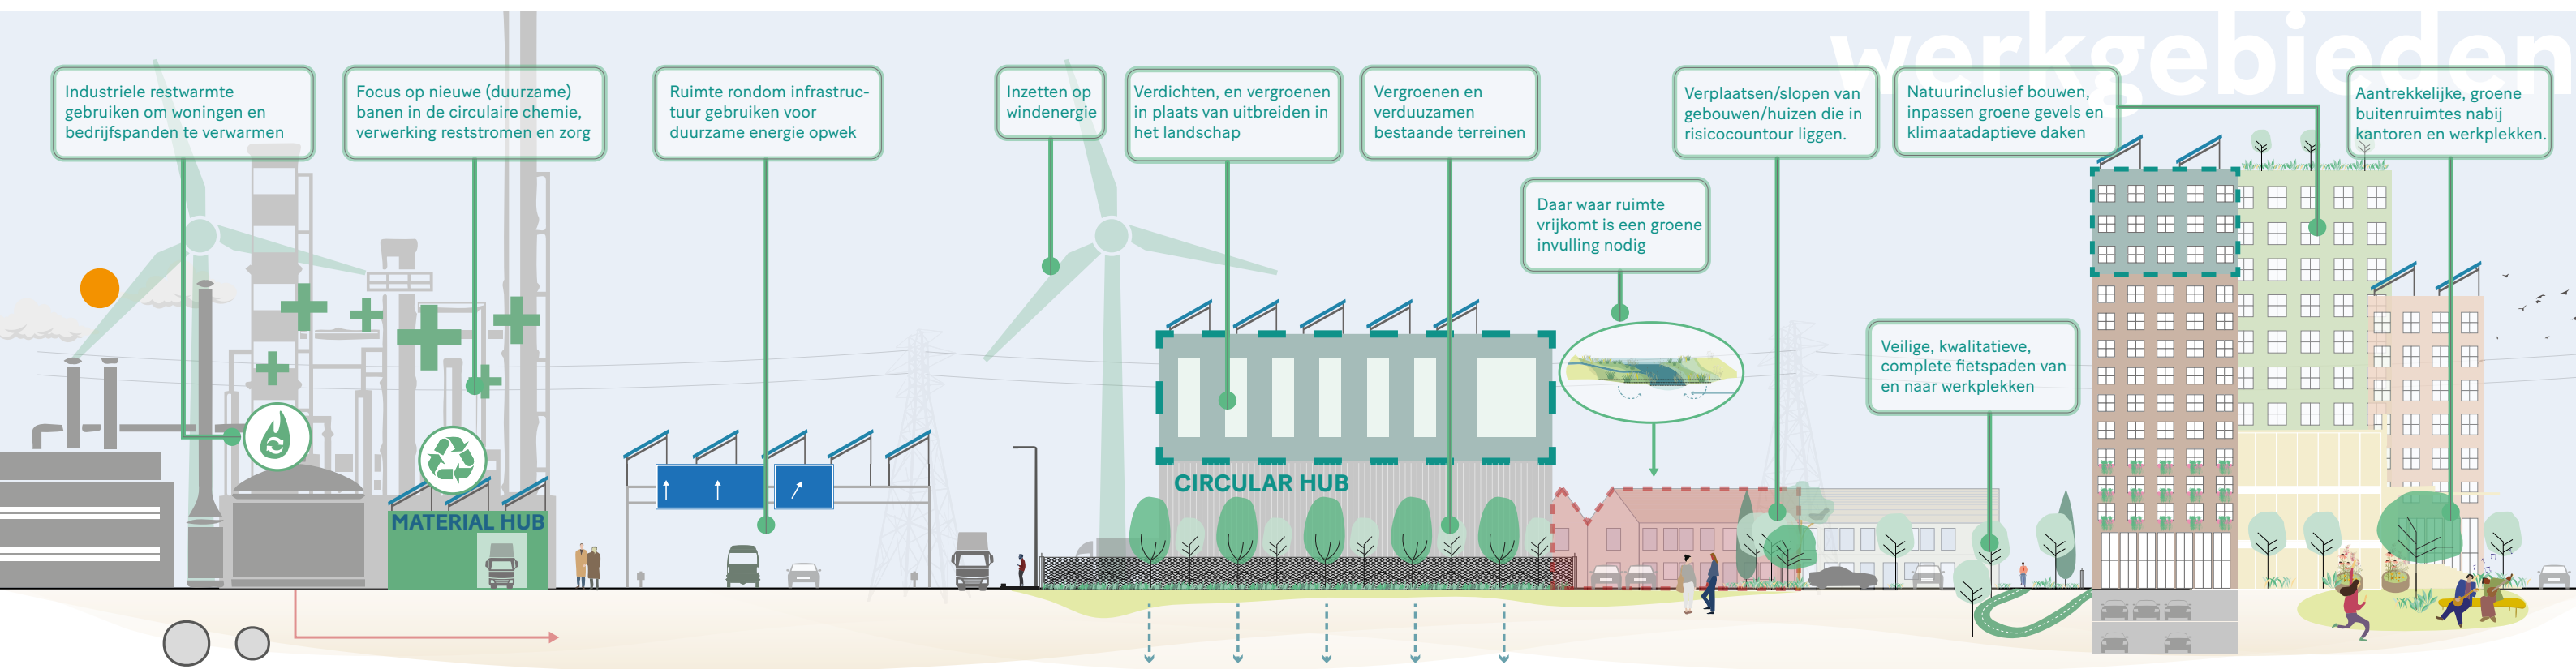 werkgebieden
Industriele restwarmte
gebruiken om woningen en
bedrijfspanden te verwarmen
Focus op nieuwe (duurzame)
banen in de circulaire chemie,
verwerking reststromen en zorg
Ruimte rondom infrastruc-
tuur gebruiken voor
duurzame energie opwek
Inzetten op
windenergie
Verdichten, en vergroenen
in plaats van uitbreiden in
het landschap
Vergroenen en
verduuzamen
bestaande terreinen
Daar waar ruimte
vrijkomt is een groene
invulling nodig
Verplaatsen/slopen van
gebouwen/huizen die in
risicocountour liggen.
Natuurinclusief bouwen,
inpassen groene gevels en
klimaatadaptieve daken
Aantrekkelijke, groene
buitenruimtes nabij
kantoren en werkplekken.
Veilige, kwalitatieve,
complete fietspaden van
en naar werkplekken
CIRCULAR HUB
MATERIAL HUB